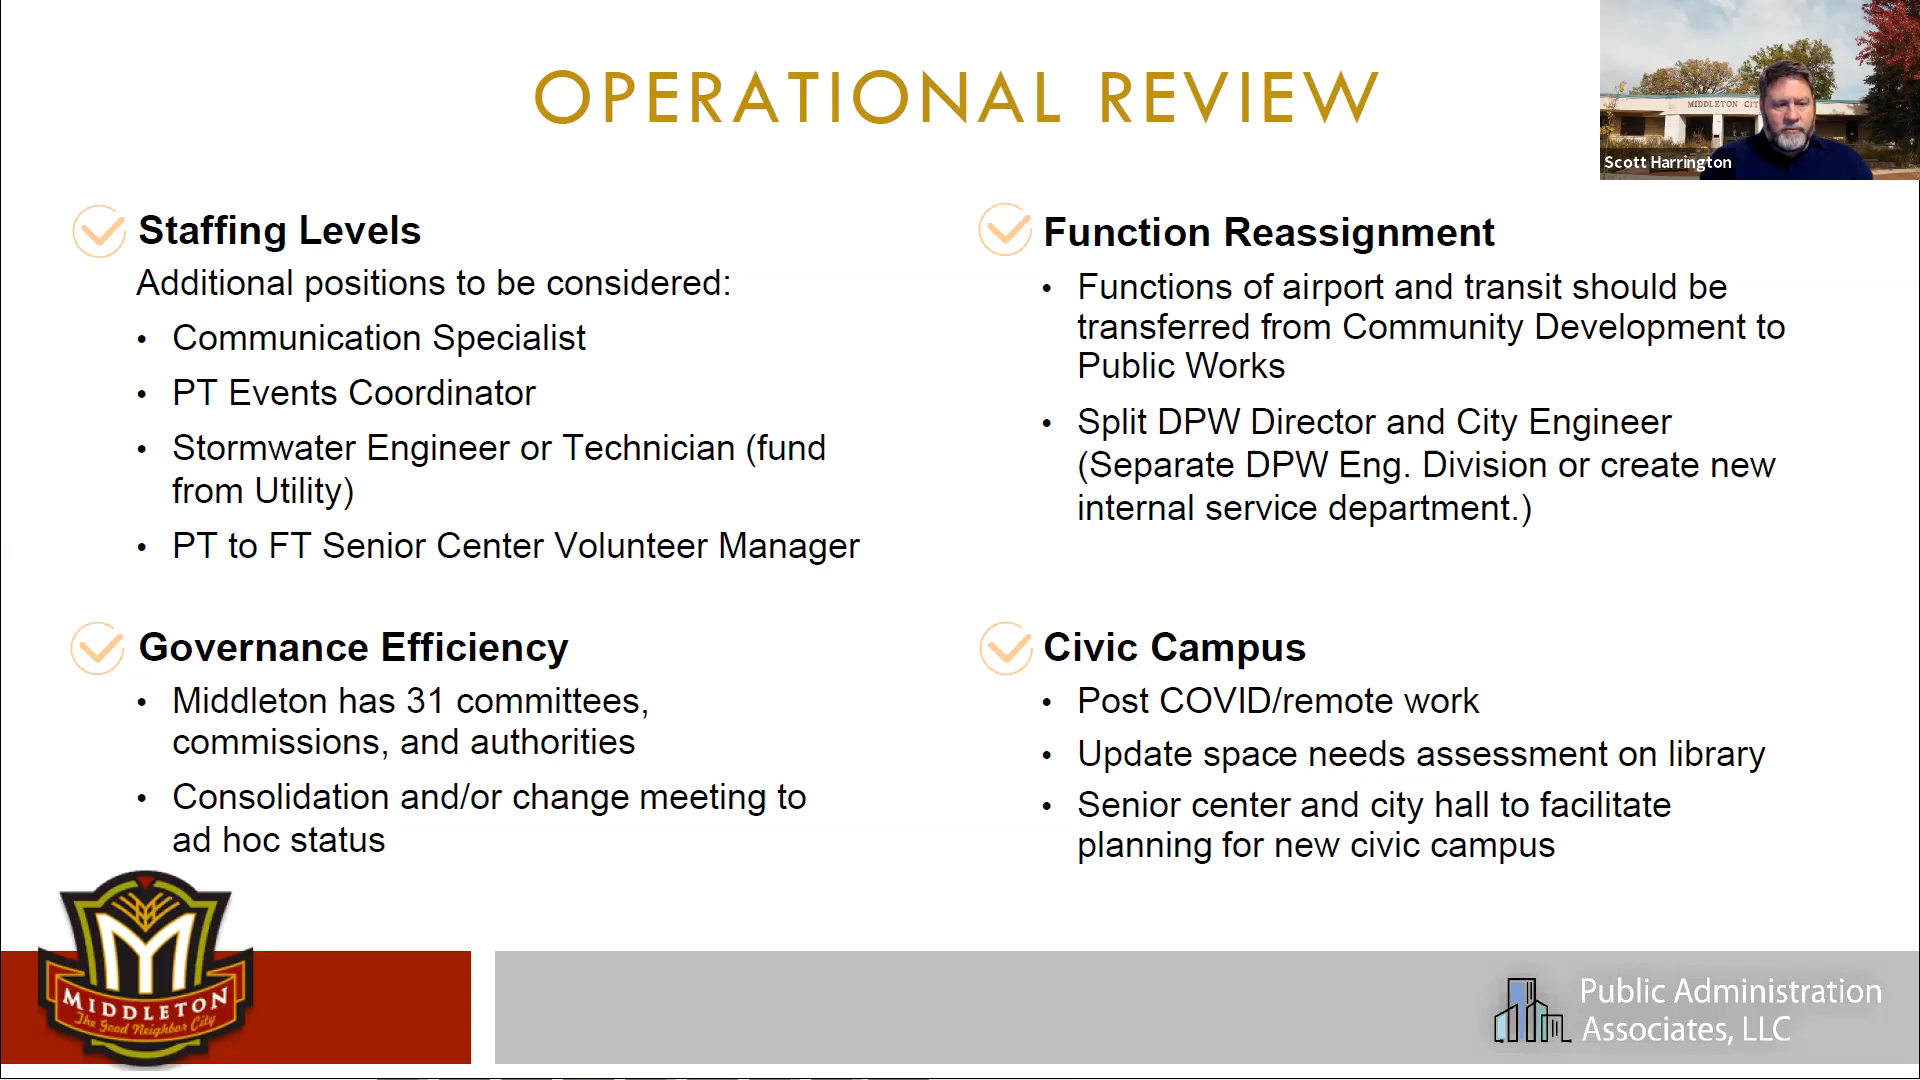 OPERATIONAL REVIEW
MIDDLETON CIT
Scott Harrington
Staffing Levels
Additional positions to be considered:
• Communication Specialist
• PT Events Coordinator
• Stormwater Engineer or Technician (fund
from Utility)
• PT to FT Senior Center Volunteer Manager
Function Reassignment
• Functions of airport and transit should be
transferred from Community Development to
Public Works
• Split DPW Director and City Engineer
(Separate DPW Eng. Division or create new
internal service department.)
Governance Efficiency
• Middleton has 31 committees,
commissions, and authorities
• Consolidation and/or change meeting to
ad hoc status
Civic Campus
• Post COVID/remote work
• Update space needs assessment on library
• Senior center and city hall to facilitate
planning for new civic campus
M
MIDDLETON
The Good Neighbor City
Public Administration
Associates, LLC